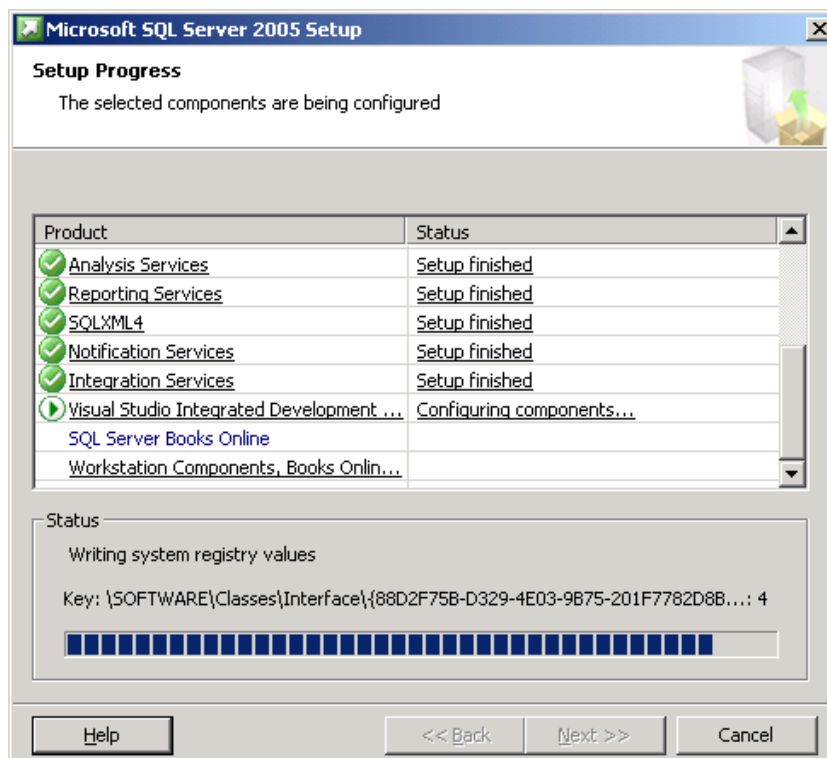 Microsoft SQL Server 2005 Setup
Setup Progress
The selected components are being configured
Product Status
Analysis Services Setup finished
Reporting Services Setup finished
SQLXML4 Setup finished
Notification Services Setup finished
Integration Services Setup finished
Visual Studio Integrated Development ... Configuring components...
SQL Server Books Online
Workstation Components, Books Onlin...
Status
Writing system registry values
Key: \SOFTWARE\Classes\Interface\{88D2F75B-D329-4E03-9B75-201F7782D8B...: 4
Help << Back Next >> Cancel